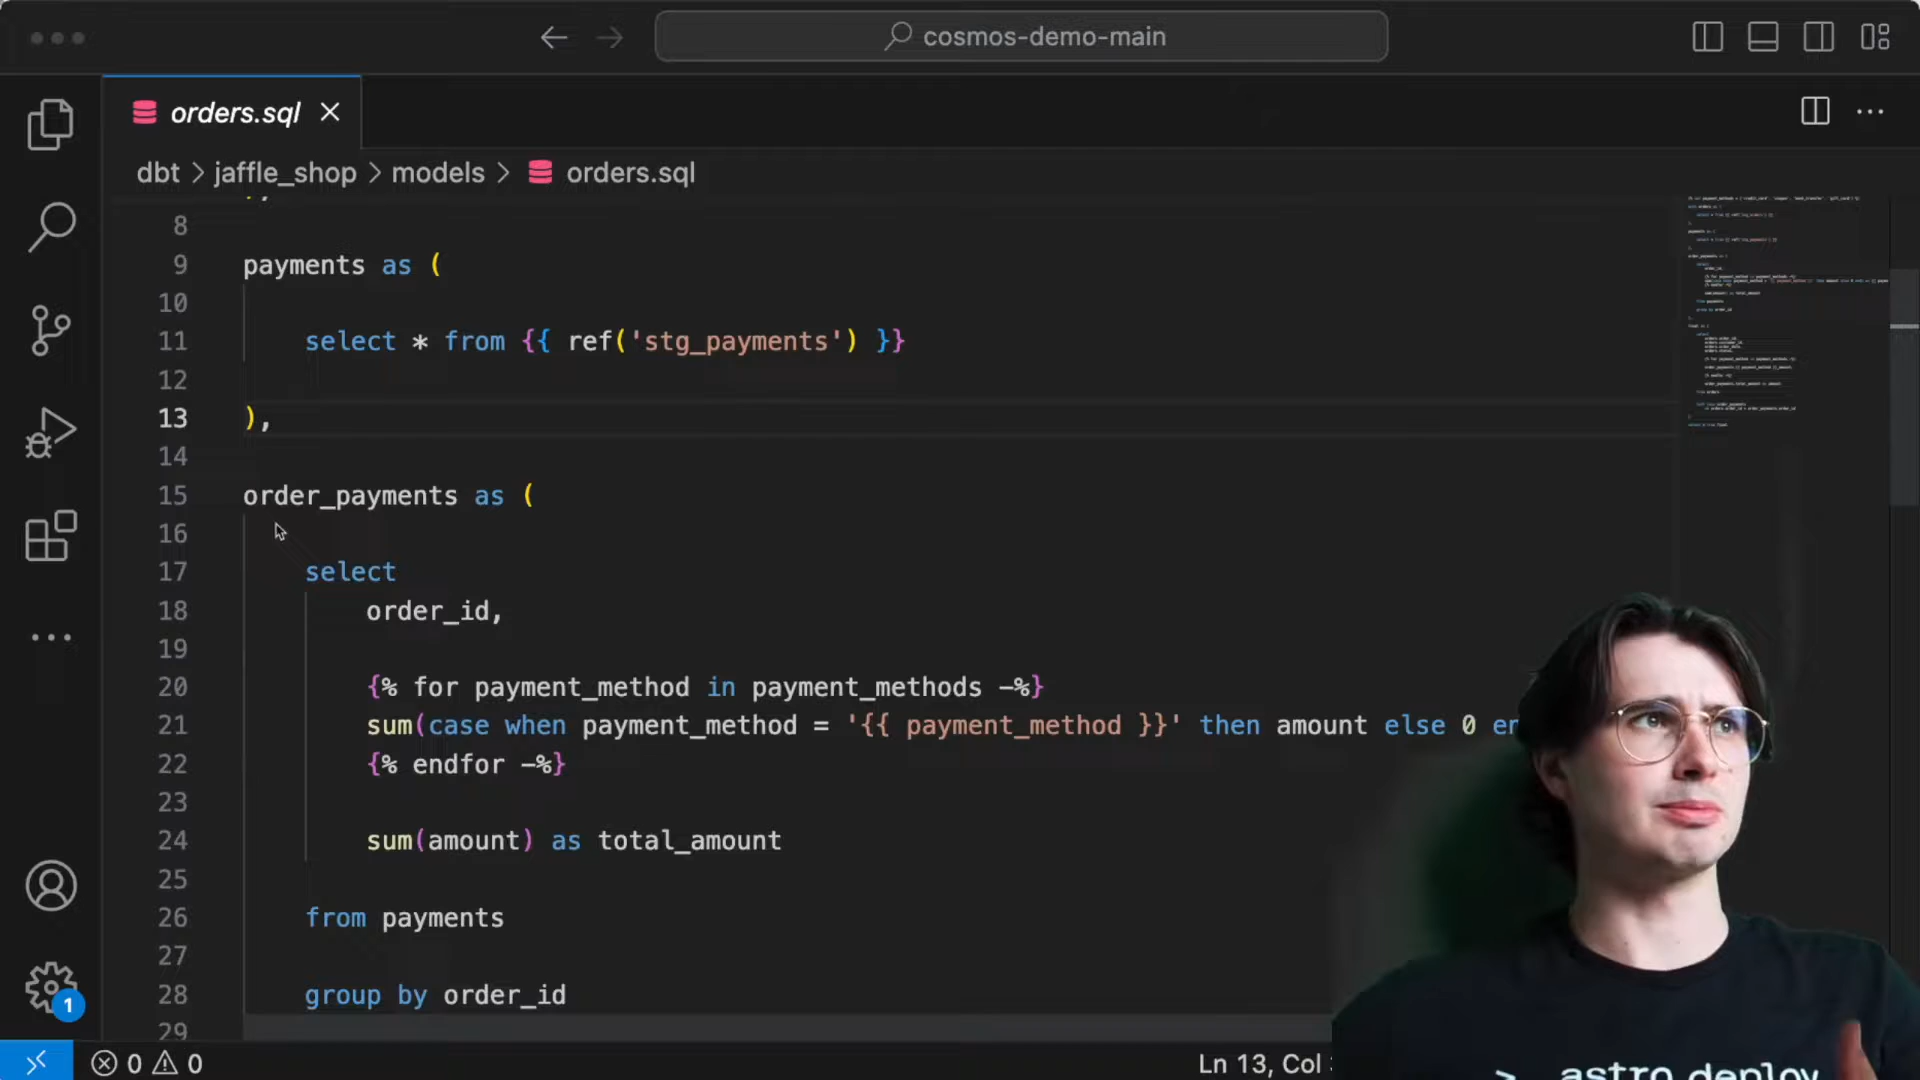 cosmos-demo-main
orders.sql
dbt > jaffle_shop > models > orders.sql
8
9 payments as (
10
11 select * from {{ ref('stg_payments') }}
12
13 ),
14
15 order_payments as (
16
17 select
18 order_id,
19
20 {% for payment_method in payment_methods -%}
21 sum(case when payment_method = '{{ payment_method }}' then amount else 0 en
22 {% endfor -%}
23
24 sum(amount) as total_amount
25
26 from payments
27
28 group by order_id
29
1
0 0
Ln 13, Col
> astro deploy